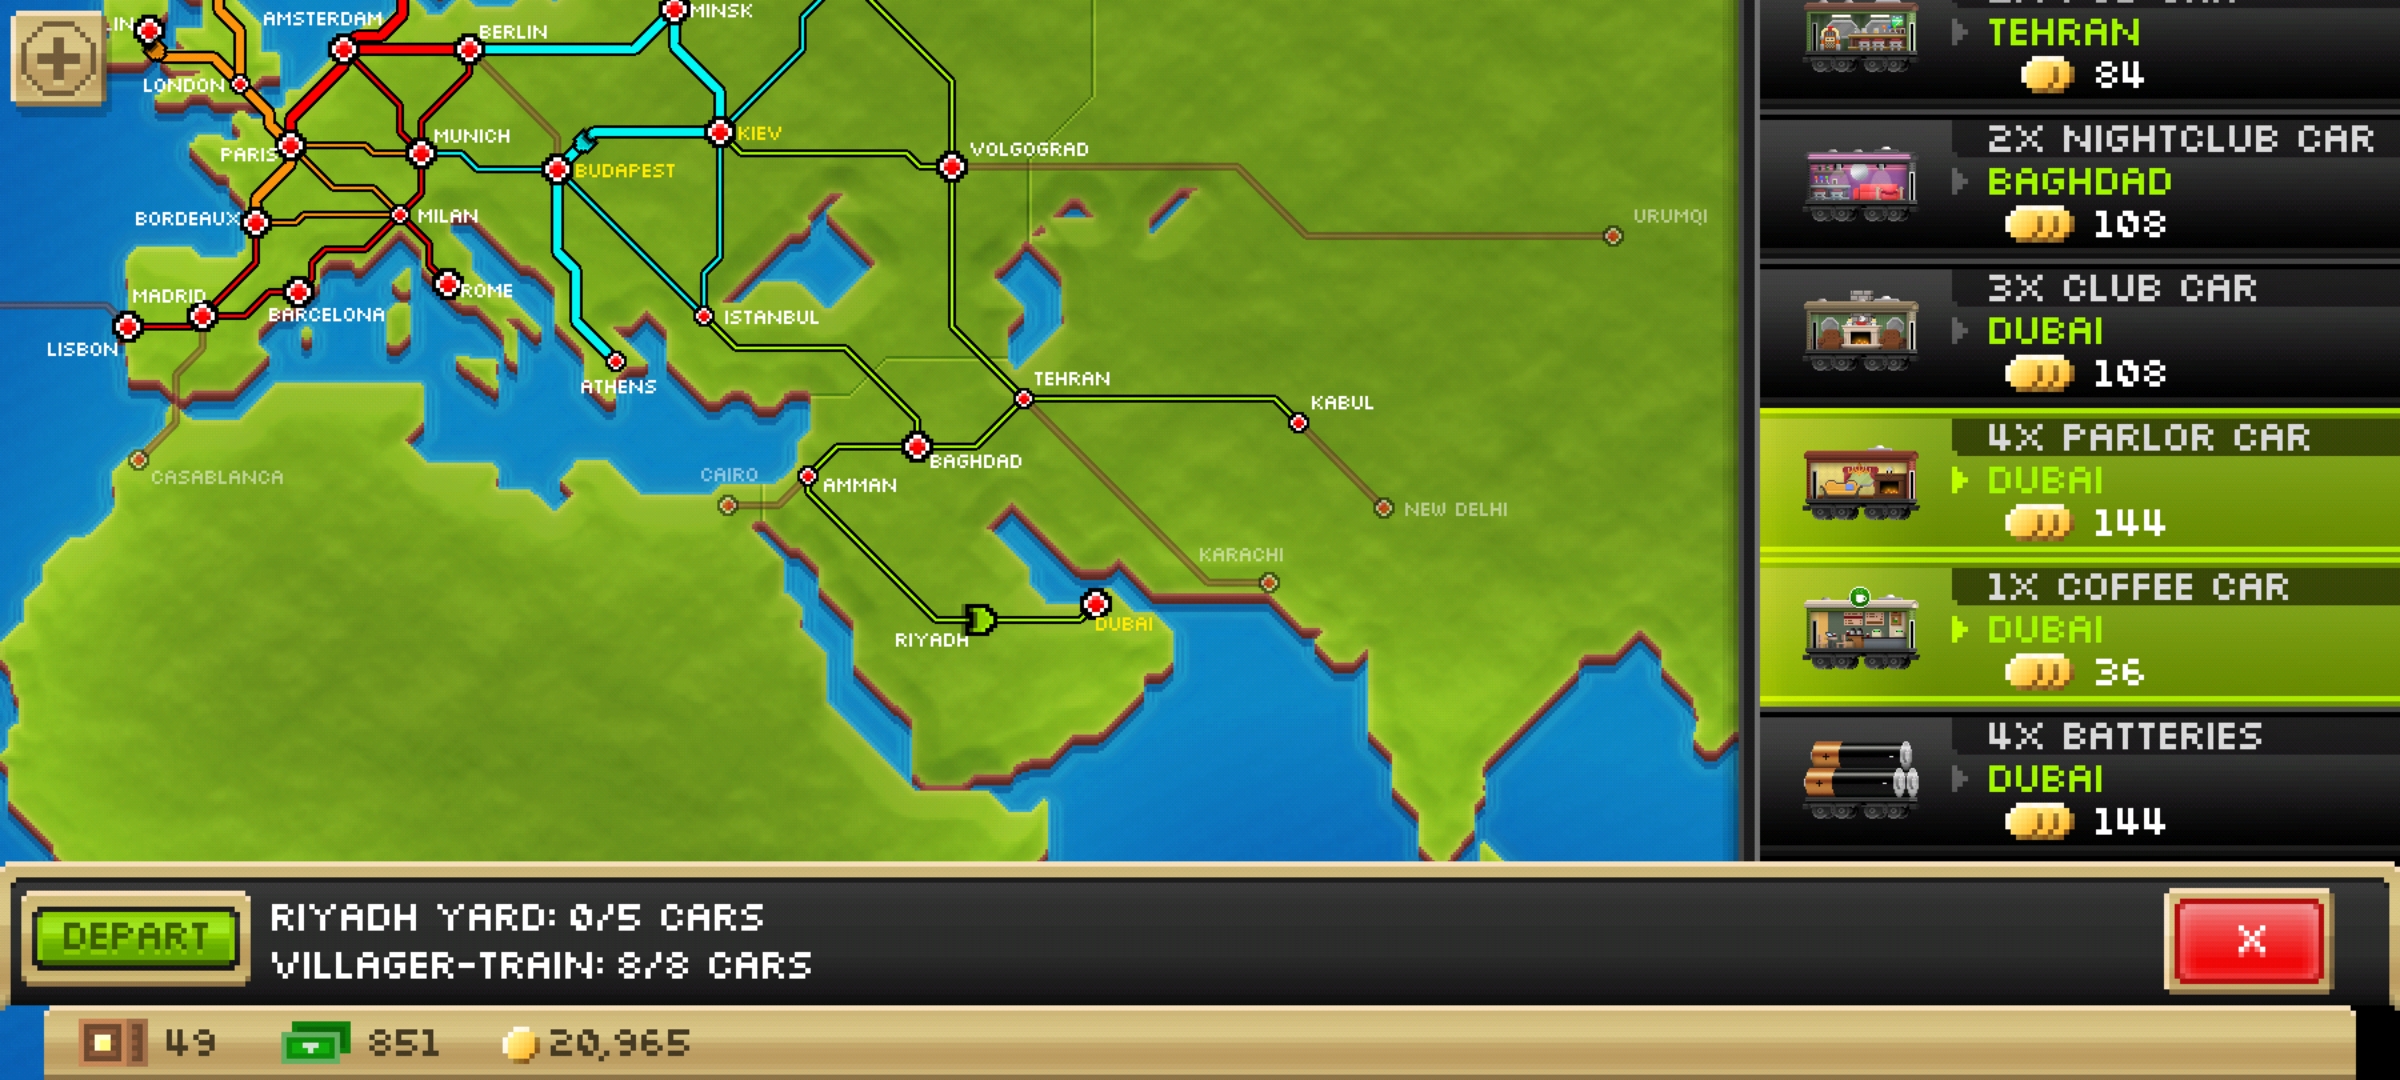 AMSTERDAM
BERLIN
MINSK
LONDON
PARIS
MUNICH
KIEV
BUDAPEST
VOLGOGRAD
BORDEAUX
MILAN
URUMQI
MADRID
ROME
BARCELONA
LISBON
ISTANBUL
ATHENS
TEHRAN
KABUL
CASABLANCA
CAIRO
BAGHDAD
AMMAN
NEW DELHI
KARACHI
RIYADH
DUBAI
TEHRAN
84
2X NIGHTCLUB CAR
BAGHDAD
108
3X CLUB CAR
DUBAI
108
4X PARLOR CAR
DUBAI
144
1X COFFEE CAR
DUBAI
36
4X BATTERIES
DUBAI
144
DEPART
RIYADH YARD: 0/5 CARS
VILLAGER-TRAIN: 8/8 CARS
X
49
851
20,965